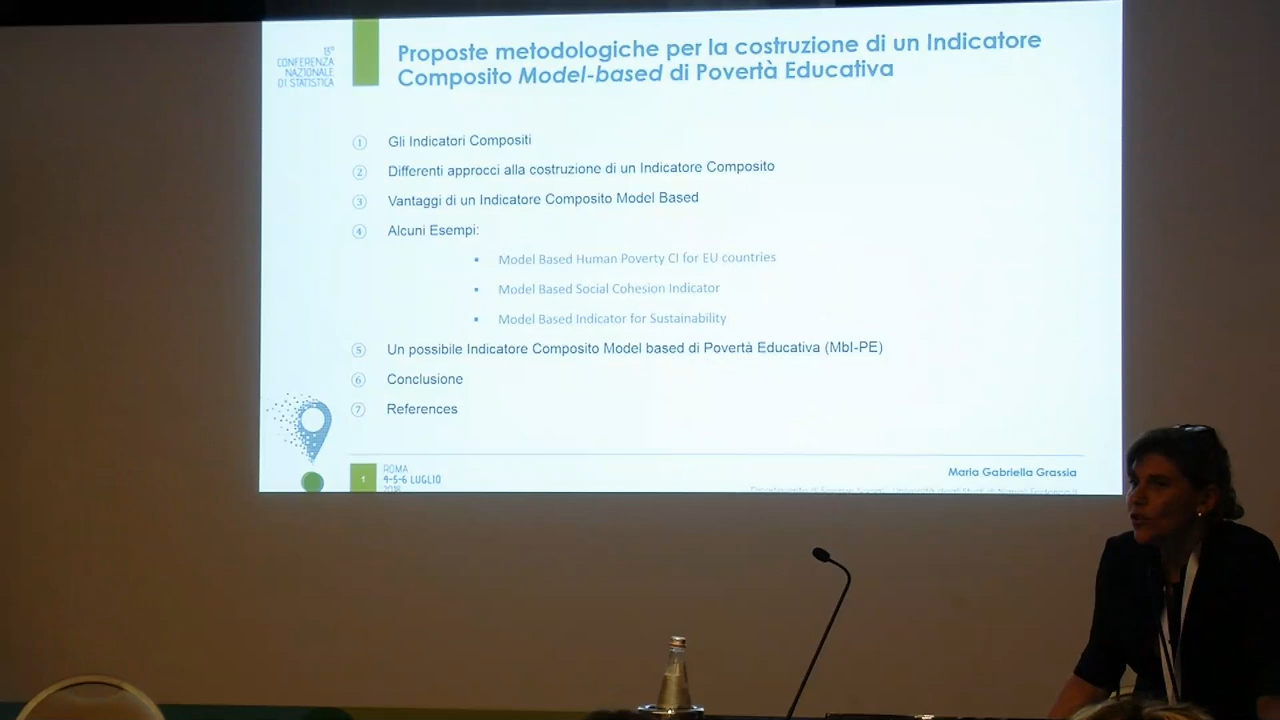 13°
CONFERENZA
NAZIONALE
DI STATISTICA
Proposte metodologiche per la costruzione di un Indicatore
Composito Model-based di Povertà Educativa
1 Gli Indicatori Compositi
2 Differenti approcci alla costruzione di un Indicatore Composito
3 Vantaggi di un Indicatore Composito Model Based
4 Alcuni Esempi:
▪ Model Based Human Poverty CI for EU countries
▪ Model Based Social Cohesion Indicator
▪ Model Based Indicator for Sustainability
5 Un possibile Indicatore Composito Model based di Povertà Educativa (MbI-PE)
6 Conclusione
7 References
1
ROMA
4-5-6 LUGLIO
2018
Maria Gabriella Grassia